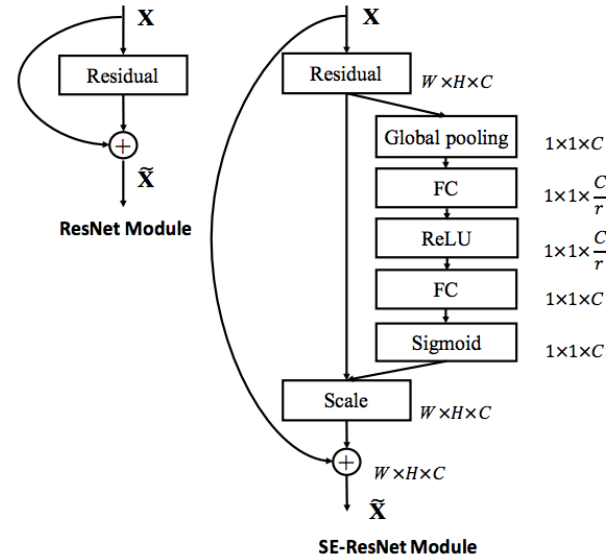 X
Residual
+
X̃
ResNet Module
X
Residual
W×H×C
Global pooling
1×1×C
FC
1×1×C/r
ReLU
1×1×C/r
FC
1×1×C
Sigmoid
1×1×C
Scale
W×H×C
+
W×H×C
X̃
SE-ResNet Module